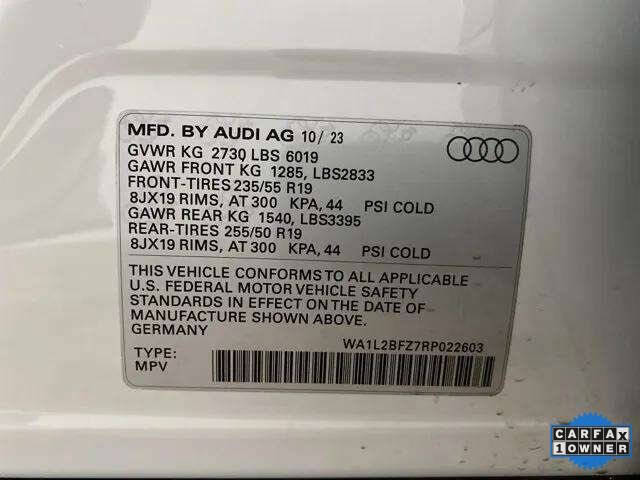 MFD. BY AUDI AG 10/ 23
GVWR KG 2730 LBS 6019
GAWR FRONT KG 1285, LBS2833
FRONT-TIRES 235/55 R19
8JX19 RIMS, AT 300 KPA, 44 PSI COLD
GAWR REAR KG 1540, LBS3395
REAR-TIRES 255/50 R19
8JX19 RIMS, AT 300 KPA, 44 PSI COLD
THIS VEHICLE CONFORMS TO ALL APPLICABLE
U.S. FEDERAL MOTOR VEHICLE SAFETY
STANDARDS IN EFFECT ON THE DATE OF
MANUFACTURE SHOWN ABOVE.
GERMANY
WA1L2BFZ7RP022603
TYPE:
MPV
CARFAX
1 OWNER